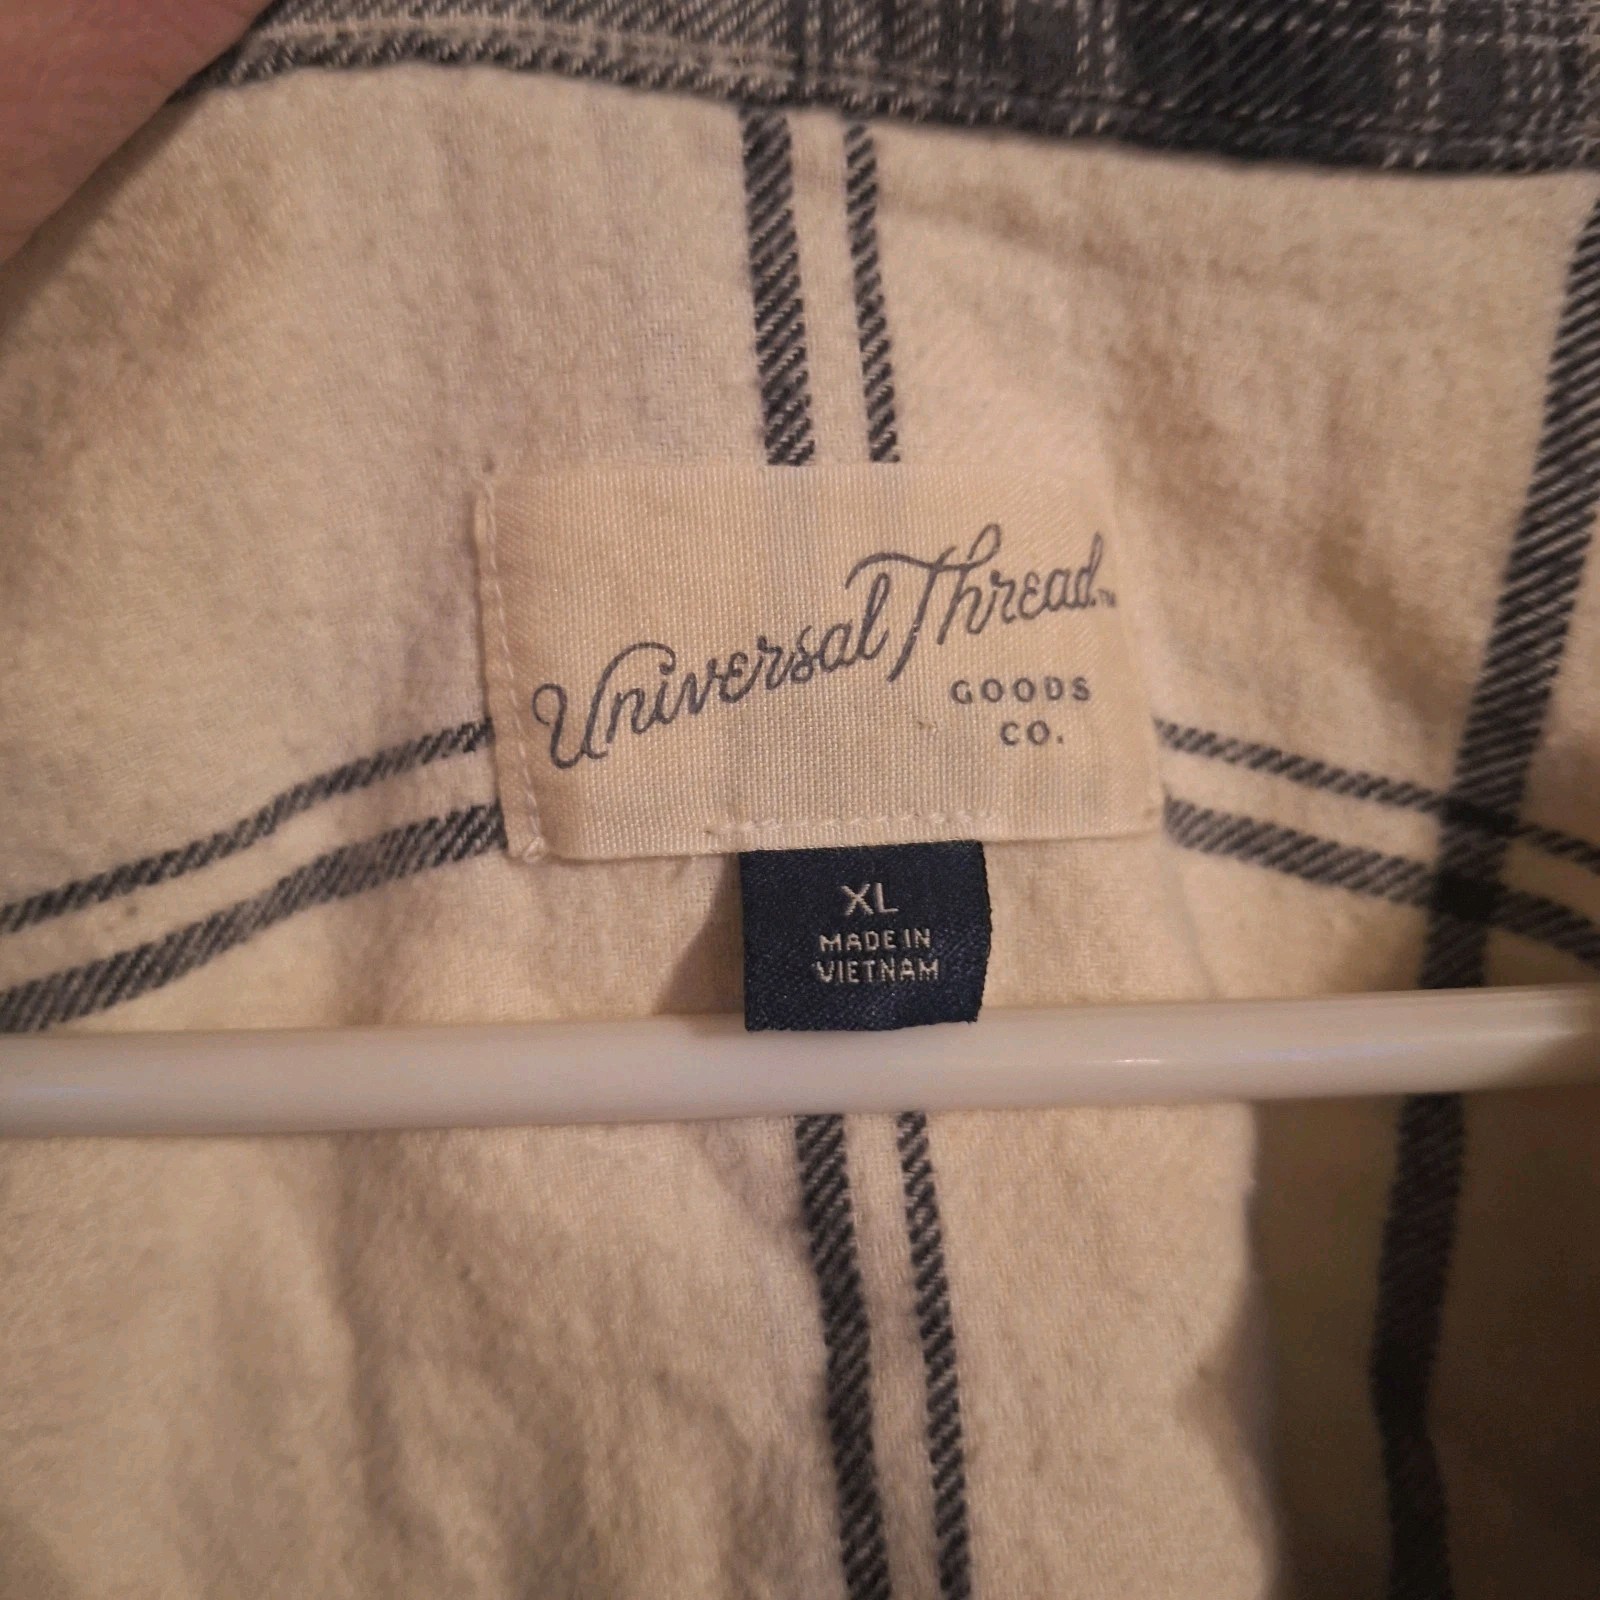 Universal Thread™
GOODS
CO.
XL
MADE IN
VIETNAM